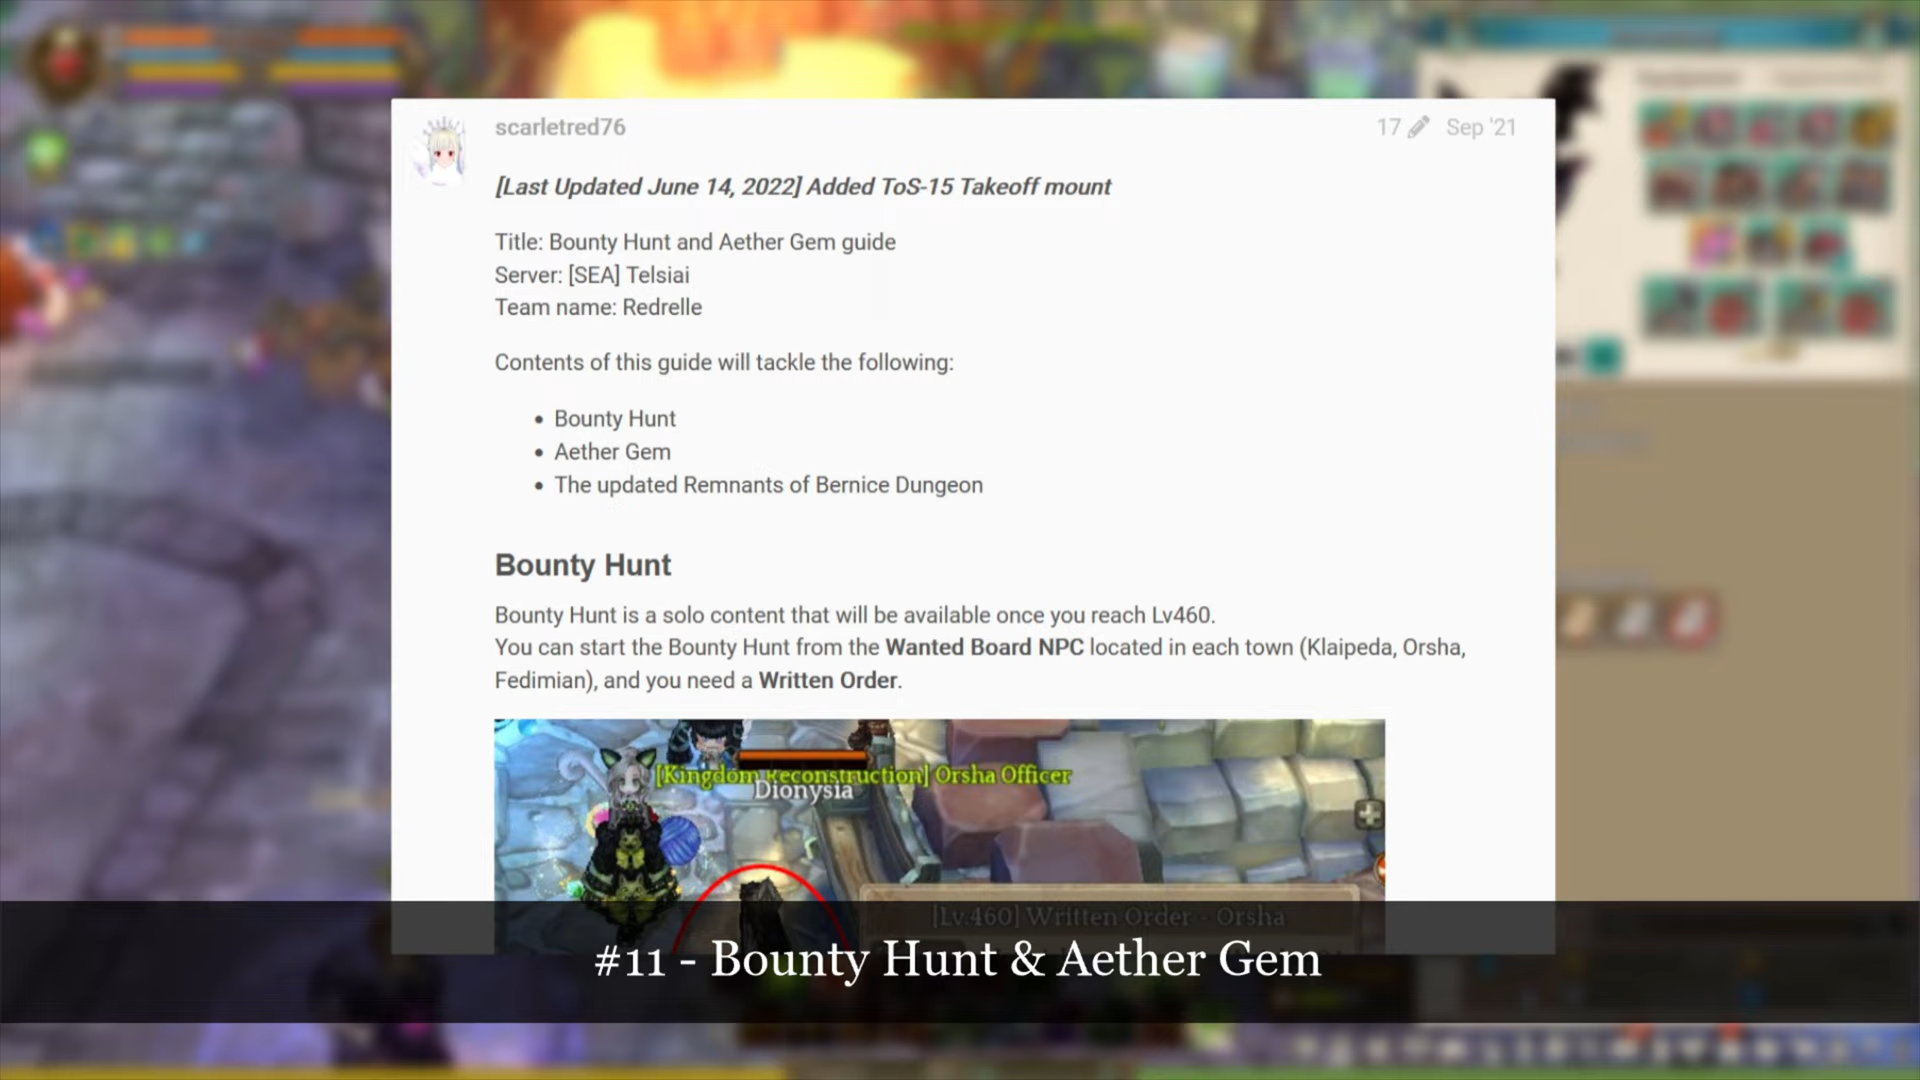 scarletred76
17 Sep '21
[Last Updated June 14, 2022] Added ToS-15 Takeoff mount
Title: Bounty Hunt and Aether Gem guide
Server: [SEA] Telsiai
Team name: Redrelle
Contents of this guide will tackle the following:
• Bounty Hunt
• Aether Gem
• The updated Remnants of Bernice Dungeon
Bounty Hunt
Bounty Hunt is a solo content that will be available once you reach Lv460.
You can start the Bounty Hunt from the Wanted Board NPC located in each town (Klaipeda, Orsha,
Fedimian), and you need a Written Order.
[Kingdom Reconstruction] Orsha Officer
Dionysia
[Lv.460] Written Order - Orsha
#11 - Bounty Hunt & Aether Gem